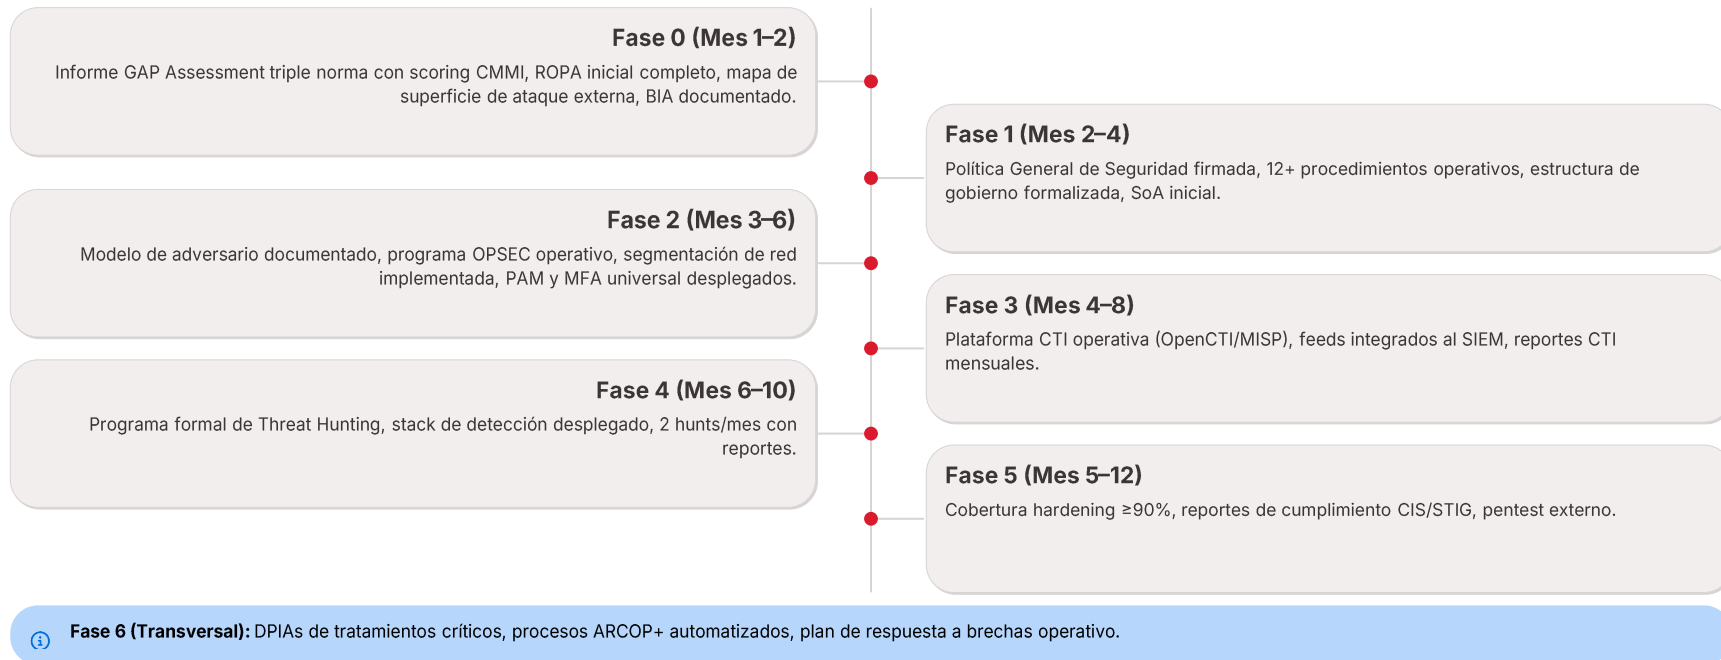 Fase 0 (Mes 1–2)
Informe GAP Assessment triple norma con scoring CMMI, ROPA inicial completo, mapa de
superficie de ataque externa, BIA documentado.
Fase 1 (Mes 2–4)
Política General de Seguridad firmada, 12+ procedimientos operativos, estructura de
gobierno formalizada, SoA inicial.
Fase 2 (Mes 3–6)
Modelo de adversario documentado, programa OPSEC operativo, segmentación de red
implementada, PAM y MFA universal desplegados.
Fase 3 (Mes 4–8)
Plataforma CTI operativa (OpenCTI/MISP), feeds integrados al SIEM, reportes CTI
mensuales.
Fase 4 (Mes 6–10)
Programa formal de Threat Hunting, stack de detección desplegado, 2 hunts/mes con
reportes.
Fase 5 (Mes 5–12)
Cobertura hardening ≥90%, reportes de cumplimiento CIS/STIG, pentest externo.
Fase 6 (Transversal): DPIAs de tratamientos críticos, procesos ARCOP+ automatizados, plan de respuesta a brechas operativo.